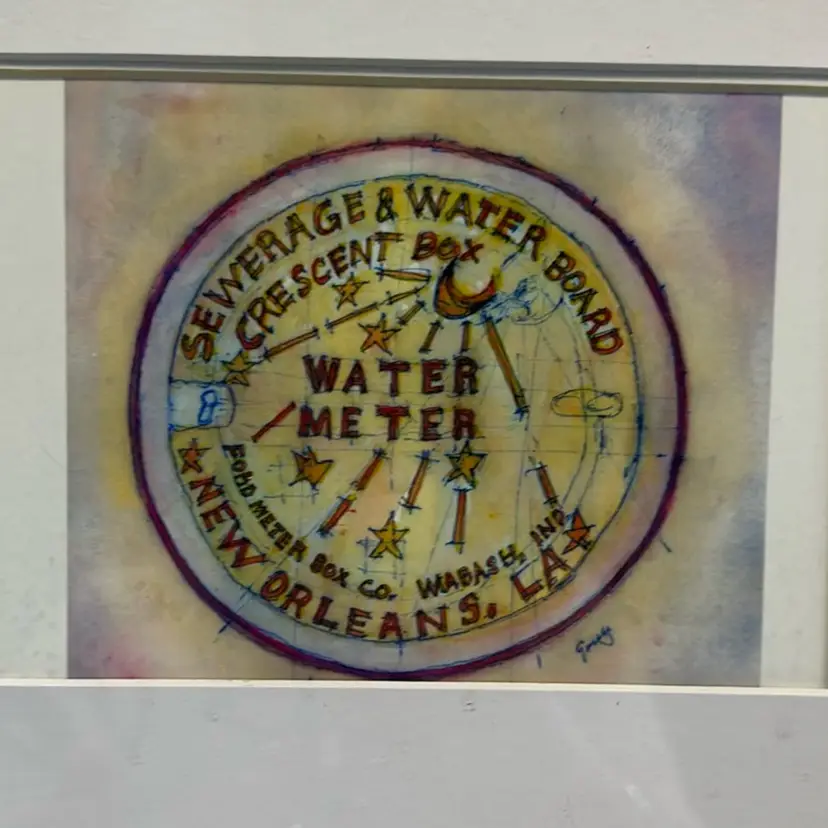 SEWERAGE & WATER BOARD
CRESCENT BOX
WATER
METER
FORD METER BOX CO. WABASH, IND
NEW ORLEANS, LA